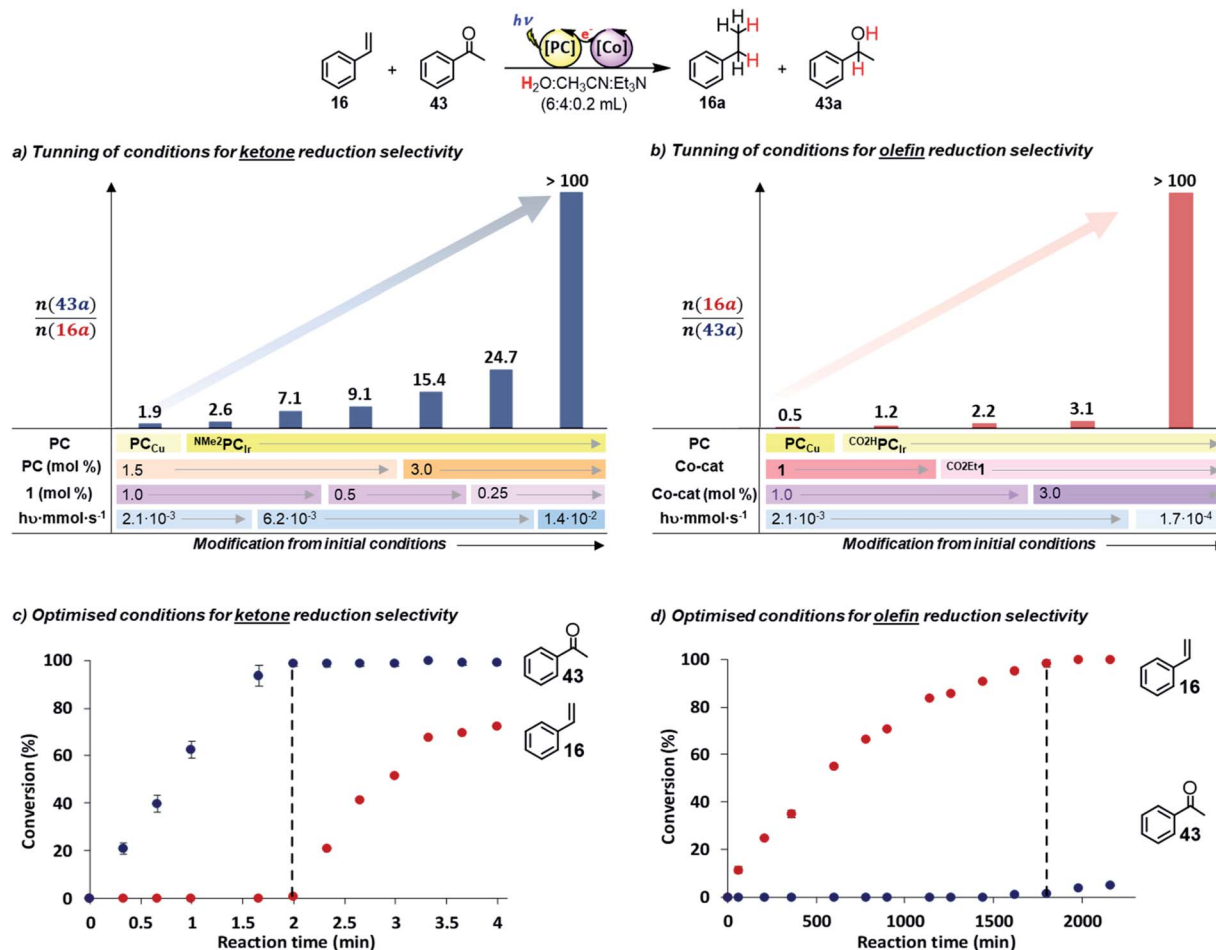 hν
[PC] e⁻ [Co]
16 + 43 H₂O:CH₃CN:Et₃N 16a + 43a
(6:4:0.2 mL)
O
H
H
H
H
H
H
O
H
H
a) Tunning of conditions for ketone reduction selectivity
n(43a)
n(16a)
1.9
2.6
7.1
9.1
15.4
24.7
> 100
PC PC_Cu ^NMe2PC_Ir
PC (mol %) 1.5 3.0
1 (mol %) 1.0 0.5 0.25
hυ·mmol·s⁻¹ 2.1·10⁻³ 6.2·10⁻³ 1.4·10⁻²
Modification from initial conditions
b) Tunning of conditions for olefin reduction selectivity
n(16a)
n(43a)
0.5
1.2
2.2
3.1
> 100
PC PC_Cu ^CO2HPC_Ir
Co-cat 1 ^CO2Et1
Co-cat (mol %) 1.0 3.0
hυ·mmol·s⁻¹ 2.1·10⁻³ 1.7·10⁻⁴
Modification from initial conditions
c) Optimised conditions for ketone reduction selectivity
Conversion (%)
100
80
60
40
20
0
0 0.5 1 1.5 2 2.5 3 3.5 4
Reaction time (min)
O
43
16
d) Optimised conditions for olefin reduction selectivity
Conversion (%)
100
80
60
40
20
0
0 500 1000 1500 2000
Reaction time (min)
16
O
43